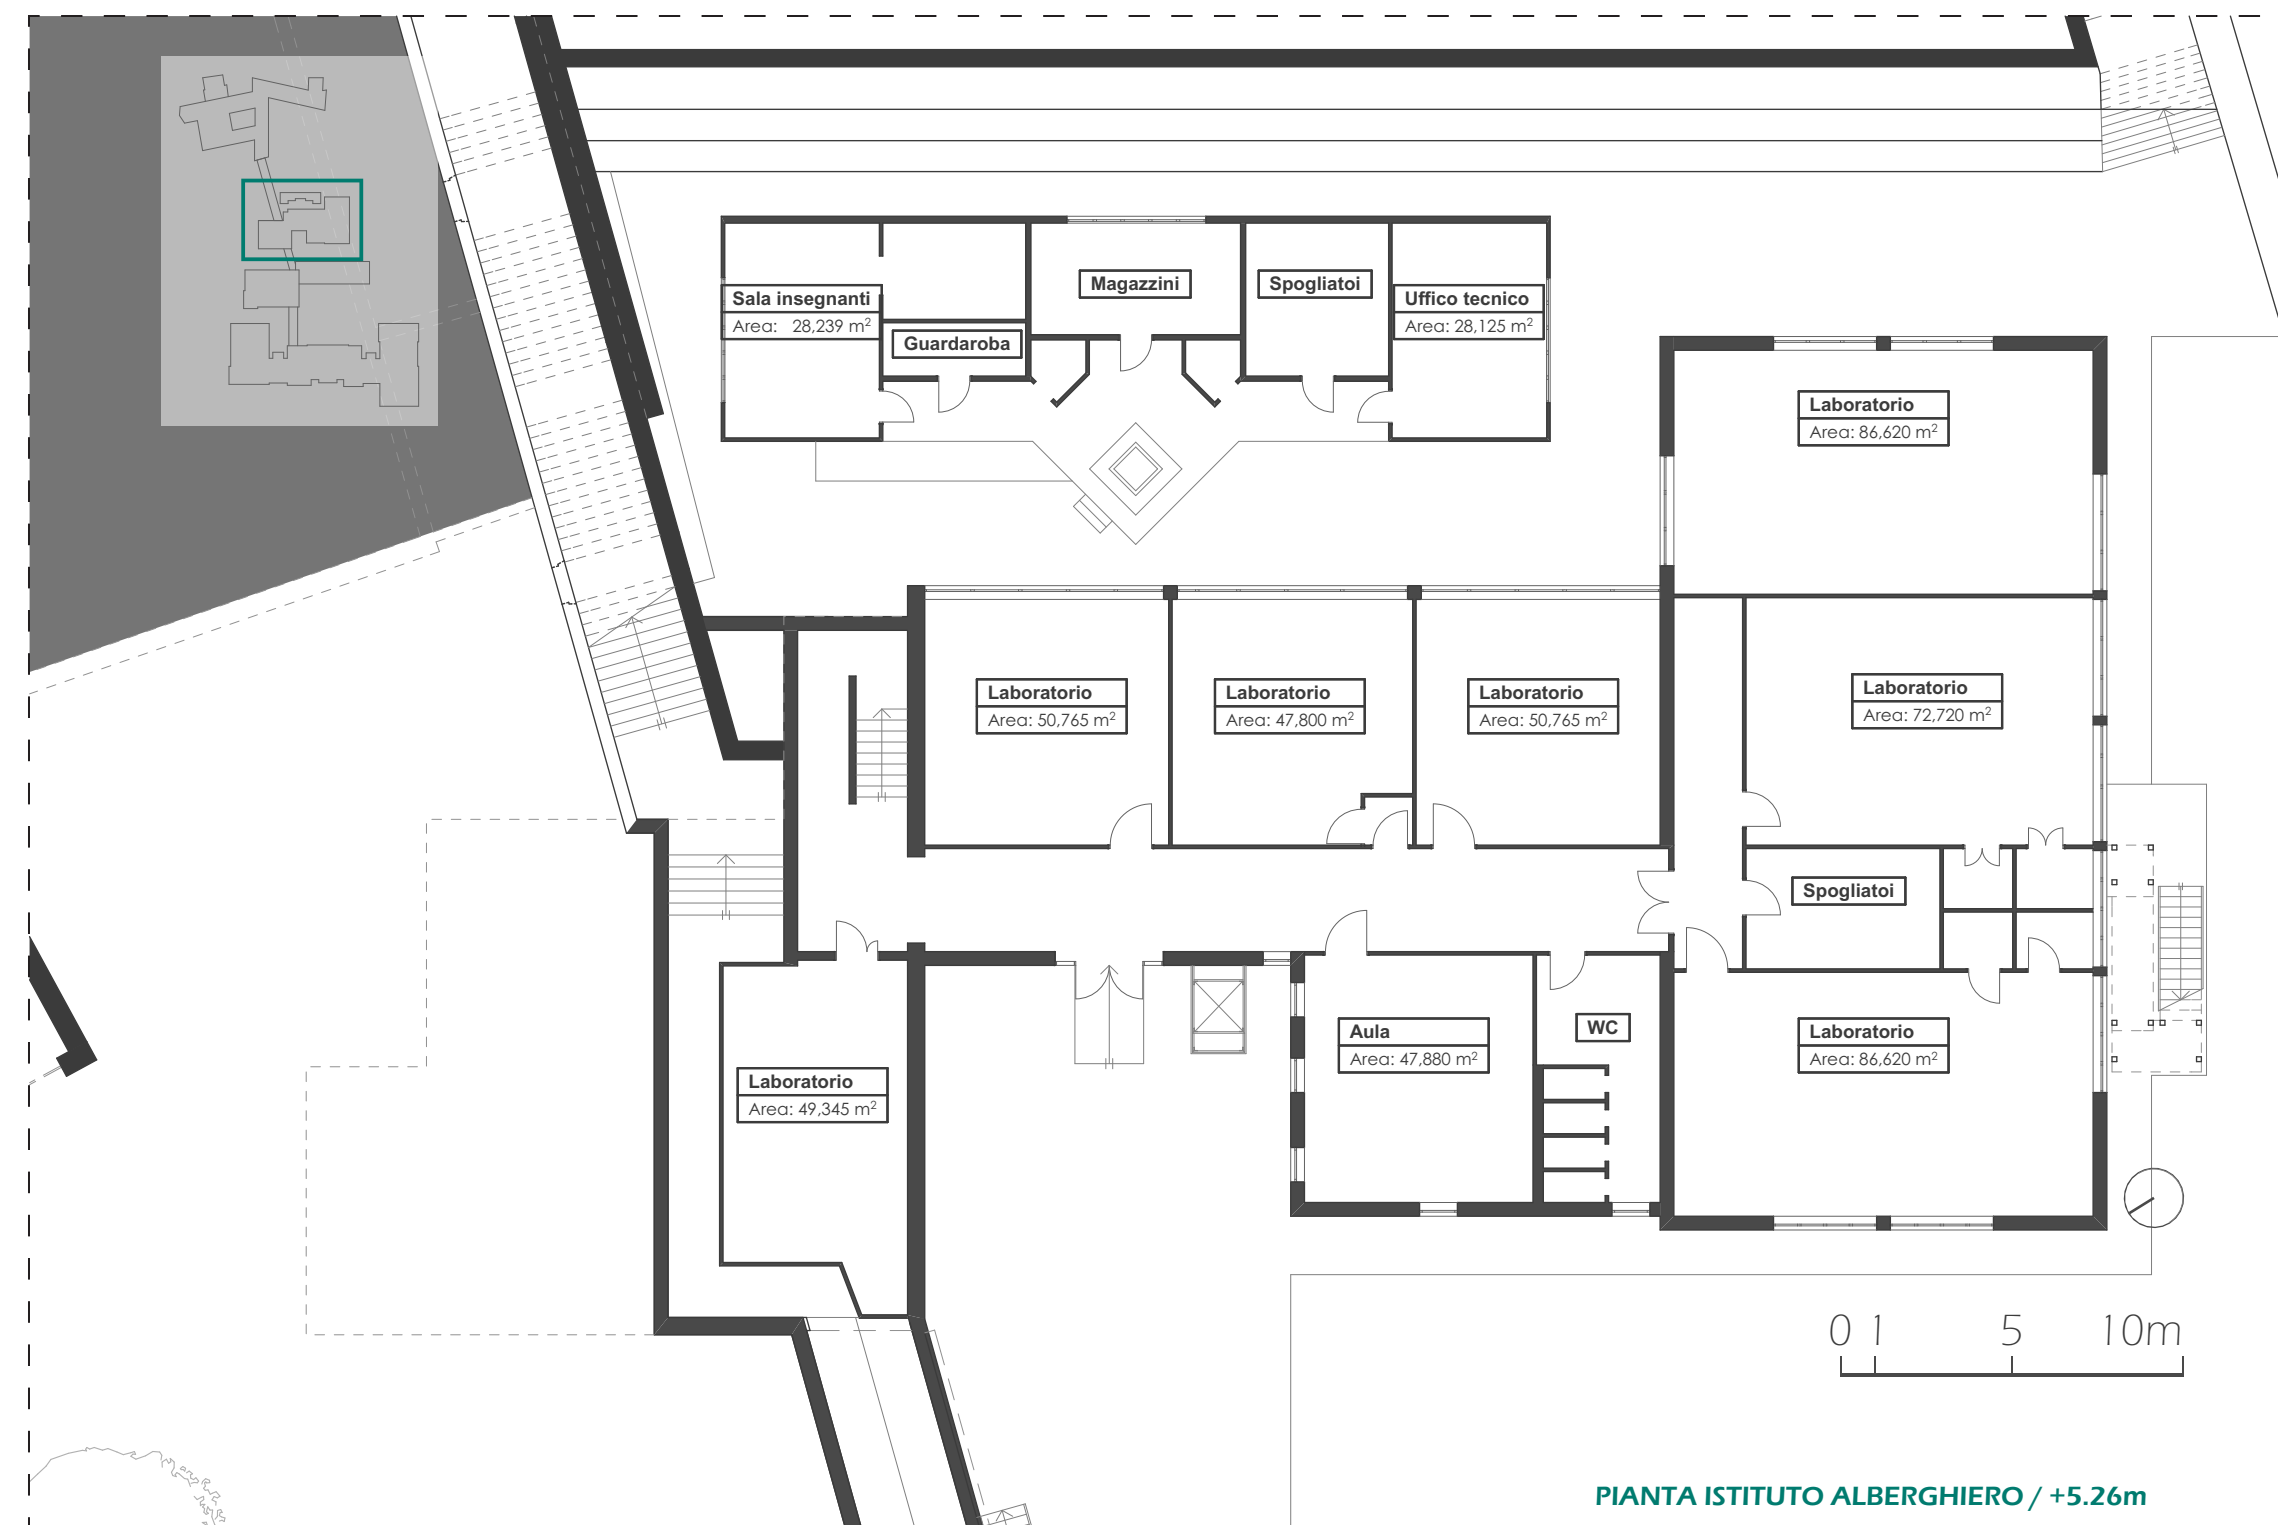 Magazzini
Spogliatoi
Sala insegnanti
Area: 28,239 m²
Uffico tecnico
Area: 28,125 m²
Guardaroba
Laboratorio
Area: 86,620 m²
Laboratorio
Area: 50,765 m²
Laboratorio
Area: 47,800 m²
Laboratorio
Area: 50,765 m²
Laboratorio
Area: 72,720 m²
Spogliatoi
Aula
Area: 47,880 m²
WC
Laboratorio
Area: 86,620 m²
Laboratorio
Area: 49,345 m²
0 1 5 10m
PIANTA ISTITUTO ALBERGHIERO / +5.26m